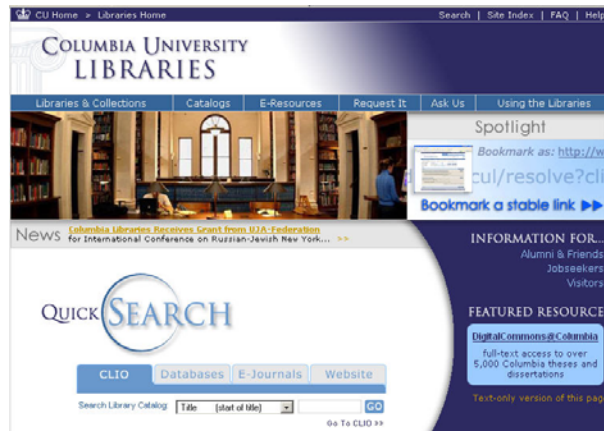 CU Home > Libraries Home
Search | Site Index | FAQ | Help
COLUMBIA UNIVERSITY
LIBRARIES
Libraries & Collections Catalogs E-Resources Request It Ask Us Using the Libraries
Spotlight
Bookmark as: http://w
cul/resolve?cli
Bookmark a stable link
News
Columbia Libraries Receives Grant from UJA-Federation
for International Conference on Russian-Jewish New York... >>
INFORMATION FOR...
Alumni & Friends
Jobseekers
Visitors
QUICK SEARCH
FEATURED RESOURCE
DigitalCommons@Columbia
full-text access to over
5,000 Columbia theses and
dissertations
Text-only version of this pag
CLIO Databases E-Journals Website
Search Library Catalog: Title (start of title) GO
Go To CLIO >>